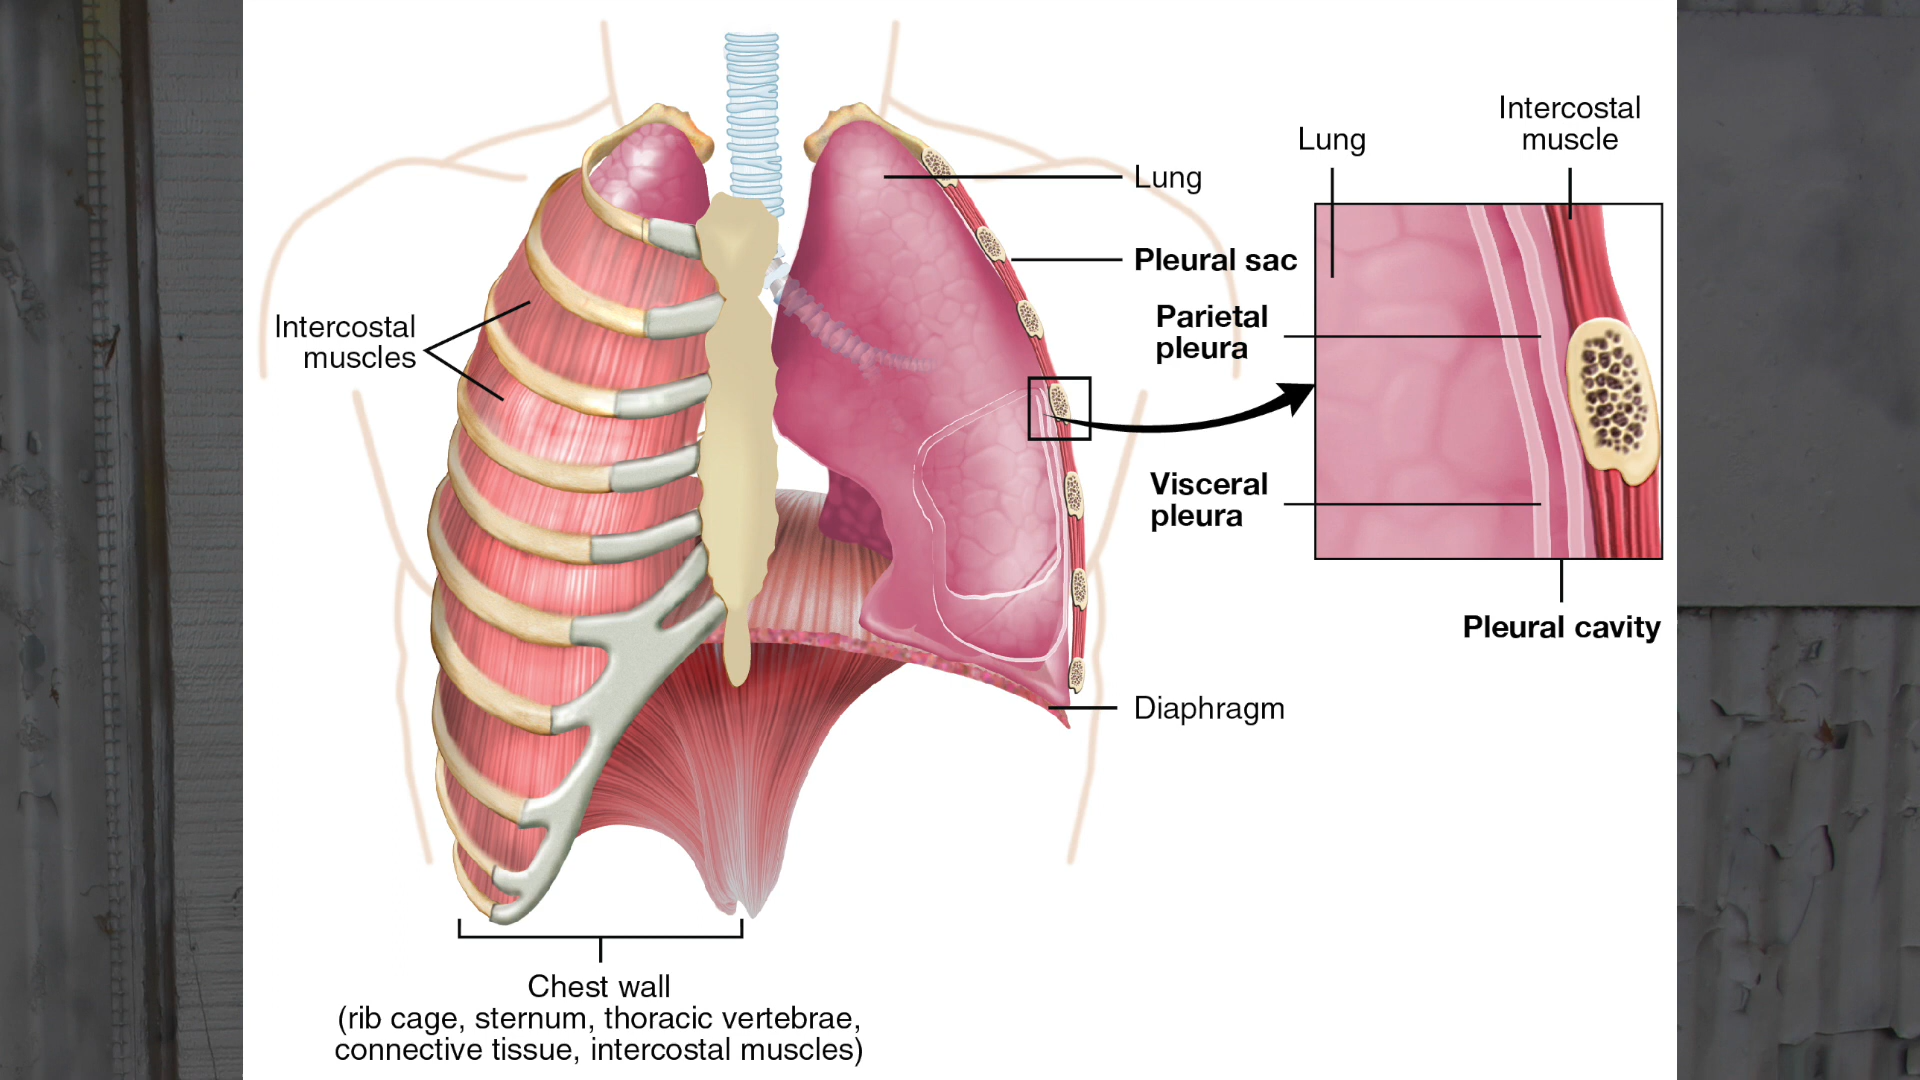 Intercostal
muscle
Lung
Lung
Pleural sac
Parietal
pleura
Intercostal
muscles
Visceral
pleura
Pleural cavity
Diaphragm
Chest wall
(rib cage, sternum, thoracic vertebrae,
connective tissue, intercostal muscles)